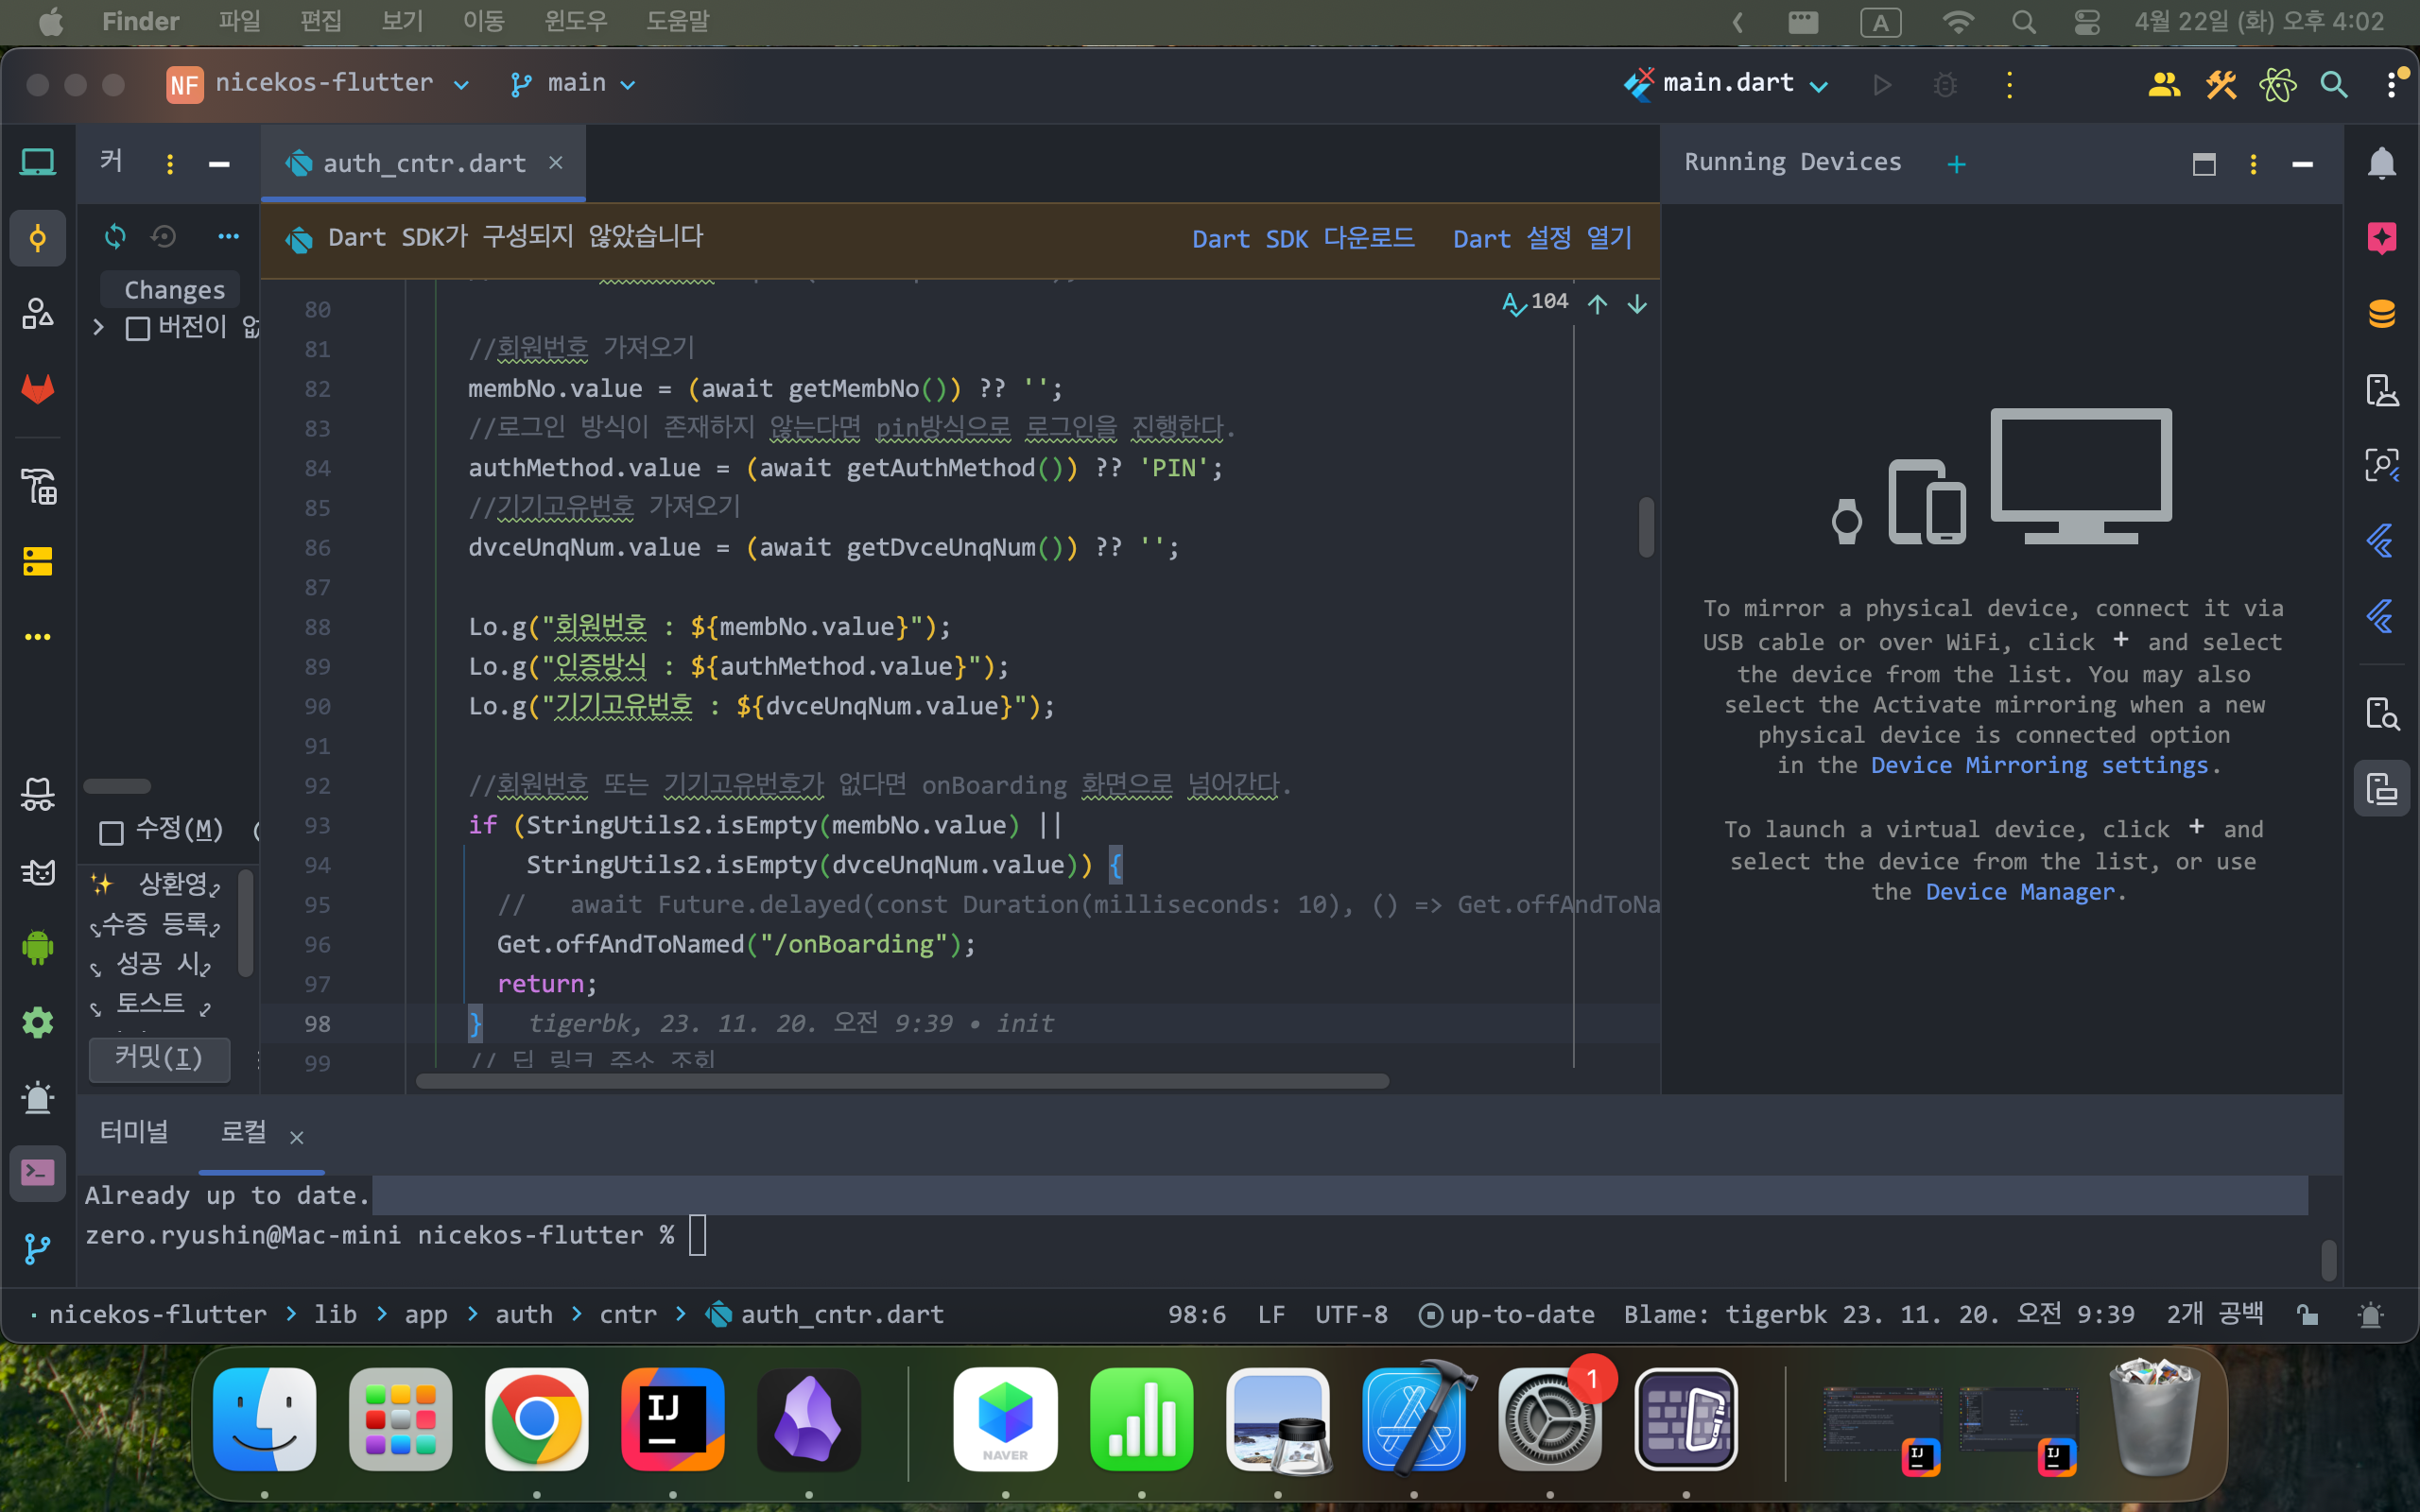 Finder 파일 편집 보기 이동 윈도우 도움말 A 4월 22일 (화) 오후 4:02
NF nicekos-flutter main main.dart
커
auth_cntr.dart
Running Devices
Dart SDK가 구성되지 않았습니다 Dart SDK 다운로드 Dart 설정 열기
Changes
버전이 없
104
80
81 //회원번호 가져오기
82 membNo.value = (await getMembNo()) ?? '';
83 //로그인 방식이 존재하지 않는다면 pin방식으로 로그인을 진행한다.
84 authMethod.value = (await getAuthMethod()) ?? 'PIN';
85 //기기고유번호 가져오기
86 dvceUnqNum.value = (await getDvceUnqNum()) ?? '';
87
88 Lo.g("회원번호 : ${membNo.value}");
89 Lo.g("인증방식 : ${authMethod.value}");
90 Lo.g("기기고유번호 : ${dvceUnqNum.value}");
91
92 //회원번호 또는 기기고유번호가 없다면 onBoarding 화면으로 넘어간다.
93 if (StringUtils2.isEmpty(membNo.value) ||
94 StringUtils2.isEmpty(dvceUnqNum.value)) {
95 // await Future.delayed(const Duration(milliseconds: 10), () => Get.offAndToNa
96 Get.offAndToNamed("/onBoarding");
97 return;
98 } tigerbk, 23. 11. 20. 오전 9:39 • init
99 // 딥 링크 주소 조회
수정(M)
상환영
수증 등록
성공 시
토스트
커밋(I)
To mirror a physical device, connect it via
USB cable or over WiFi, click + and select
the device from the list. You may also
select the Activate mirroring when a new
physical device is connected option
in the Device Mirroring settings.
To launch a virtual device, click + and
select the device from the list, or use
the Device Manager.
터미널 로컬
Already up to date.
zero.ryushin@Mac-mini nicekos-flutter %
nicekos-flutter > lib > app > auth > cntr > auth_cntr.dart 98:6 LF UTF-8 up-to-date Blame: tigerbk 23. 11. 20. 오전 9:39 2개 공백
IJ
NAVER
1
IJ
IJ